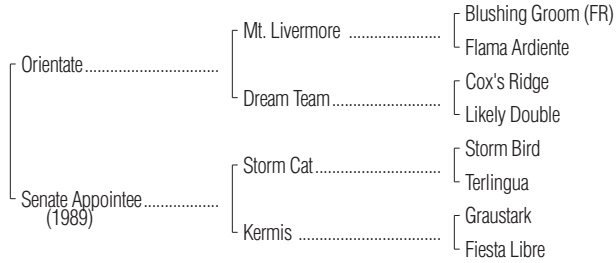 Blushing Groom (FR)
Mt. Livermore ........................
Flama Ardiente
Orientate...................................
Cox's Ridge
Dream Team.............................
Likely Double
Storm Bird
Storm Cat.................................
Terlingua
Senate Appointee....................
(1989)
Graustark
Kermis .....................................
Fiesta Libre